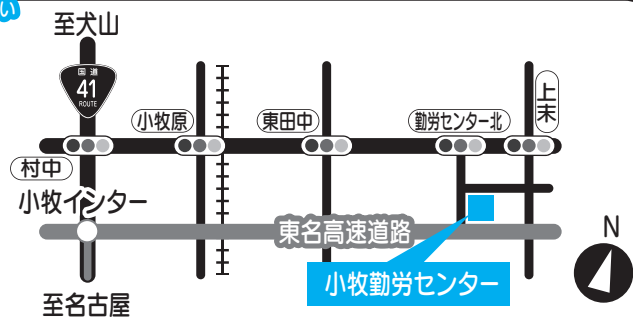 い
至犬山
国道
41
ROUTE
小牧原
東田中
勤労センター北
上末
村中
小牧インター
東名高速道路
N
小牧勤労センター
至名古屋